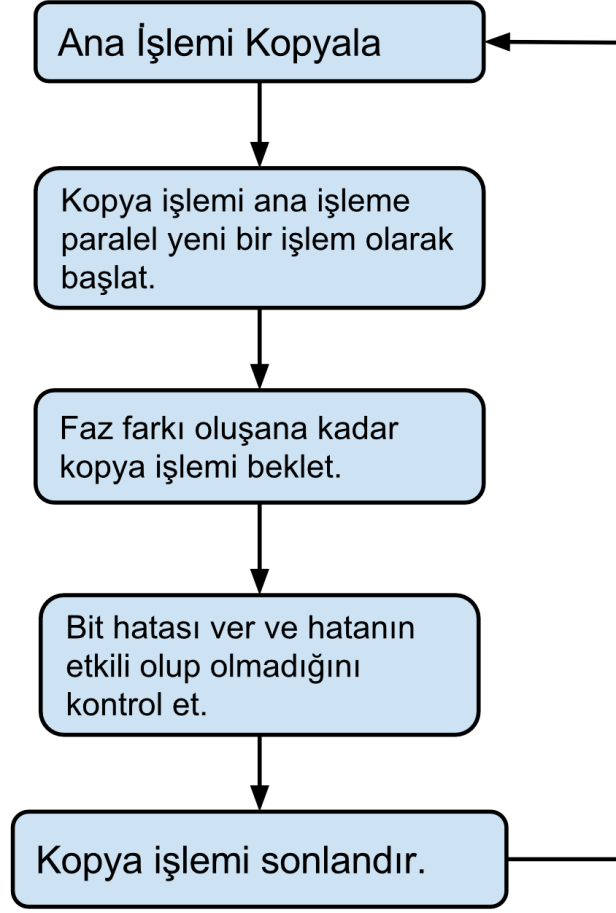 Ana İşlemi Kopyala
Kopya işlemi ana işleme
paralel yeni bir işlem olarak
başlat.
Faz farkı oluşana kadar
kopya işlemi beklet.
Bit hatası ver ve hatanın
etkili olup olmadığını
kontrol et.
Kopya işlemi sonlandır.